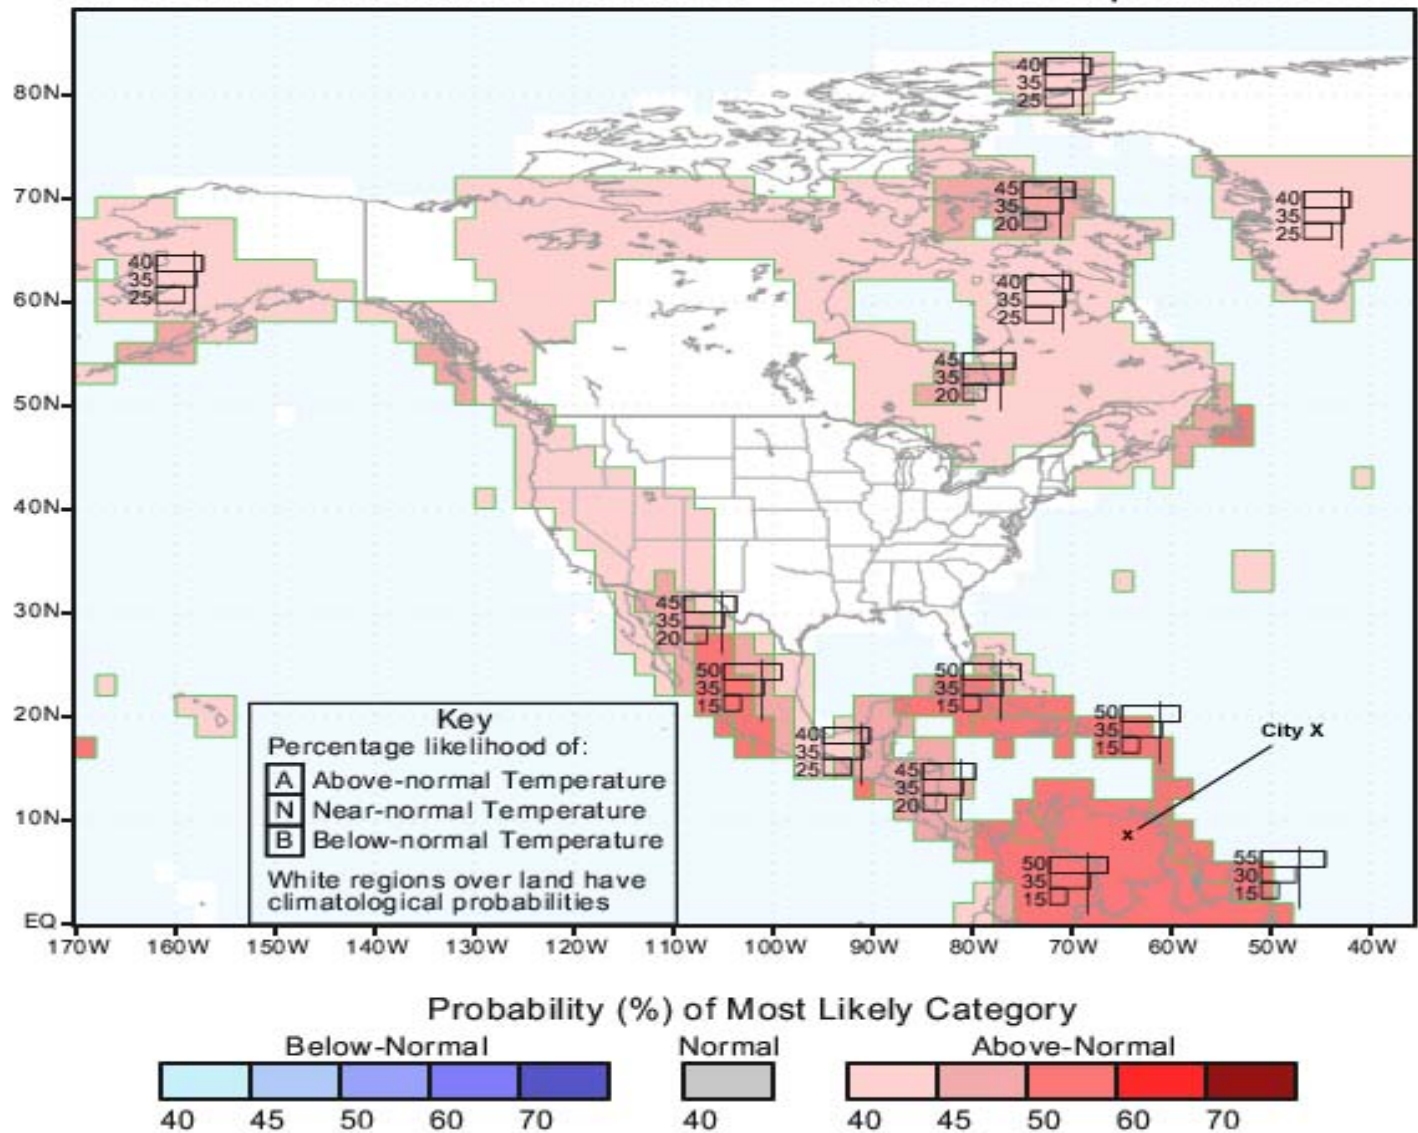 80N
70N
60N
50N
40N
30N
20N
10N
EQ
170W 160W 150W 140W 130W 120W 110W 100W 90W 80W 70W 60W 50W 40W
40
35
25
45
35
20
40
35
25
40
35
25
40
35
25
45
35
20
45
35
20
50
35
15
50
35
15
50
35
15
40
35
25
45
35
20
50
35
15
55
30
15
City X
x
Key
Percentage likelihood of:
A Above-normal Temperature
N Near-normal Temperature
B Below-normal Temperature
White regions over land have
climatological probabilities
Probability (%) of Most Likely Category
Below-Normal Normal Above-Normal
40 45 50 60 70 40 40 45 50 60 70